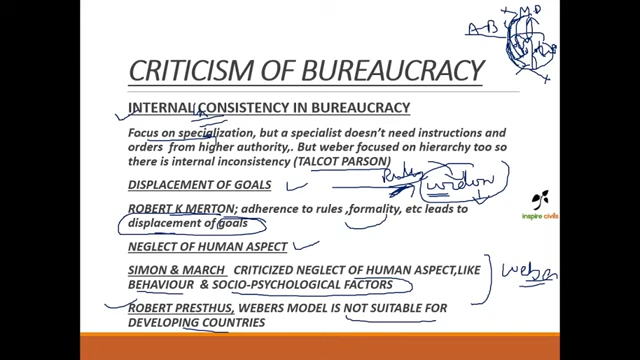 A-B
M.D
CRITICISM OF BUREAUCRACY
INTERNAL CONSISTENCY IN BUREAUCRACY
in
Focus on specialization, but a specialist doesn't need instructions and
orders from higher authority,. But weber focused on hierarchy too so
there is internal inconsistency (TALCOT PARSON)
DISPLACEMENT OF GOALS
widow
ROBERT K MERTON; adherence to rules ,formality, etc leads to
displacement of goals
inspire civils
NEGLECT OF HUMAN ASPECT
SIMON & MARCH CRITICIZED NEGLECT OF HUMAN ASPECT,LIKE
BEHAVIOUR & SOCIO-PSYCHOLOGICAL FACTORS
weber
ROBERT PRESTHUS, WEBERS MODEL IS NOT SUITABLE FOR
DEVELOPING COUNTRIES